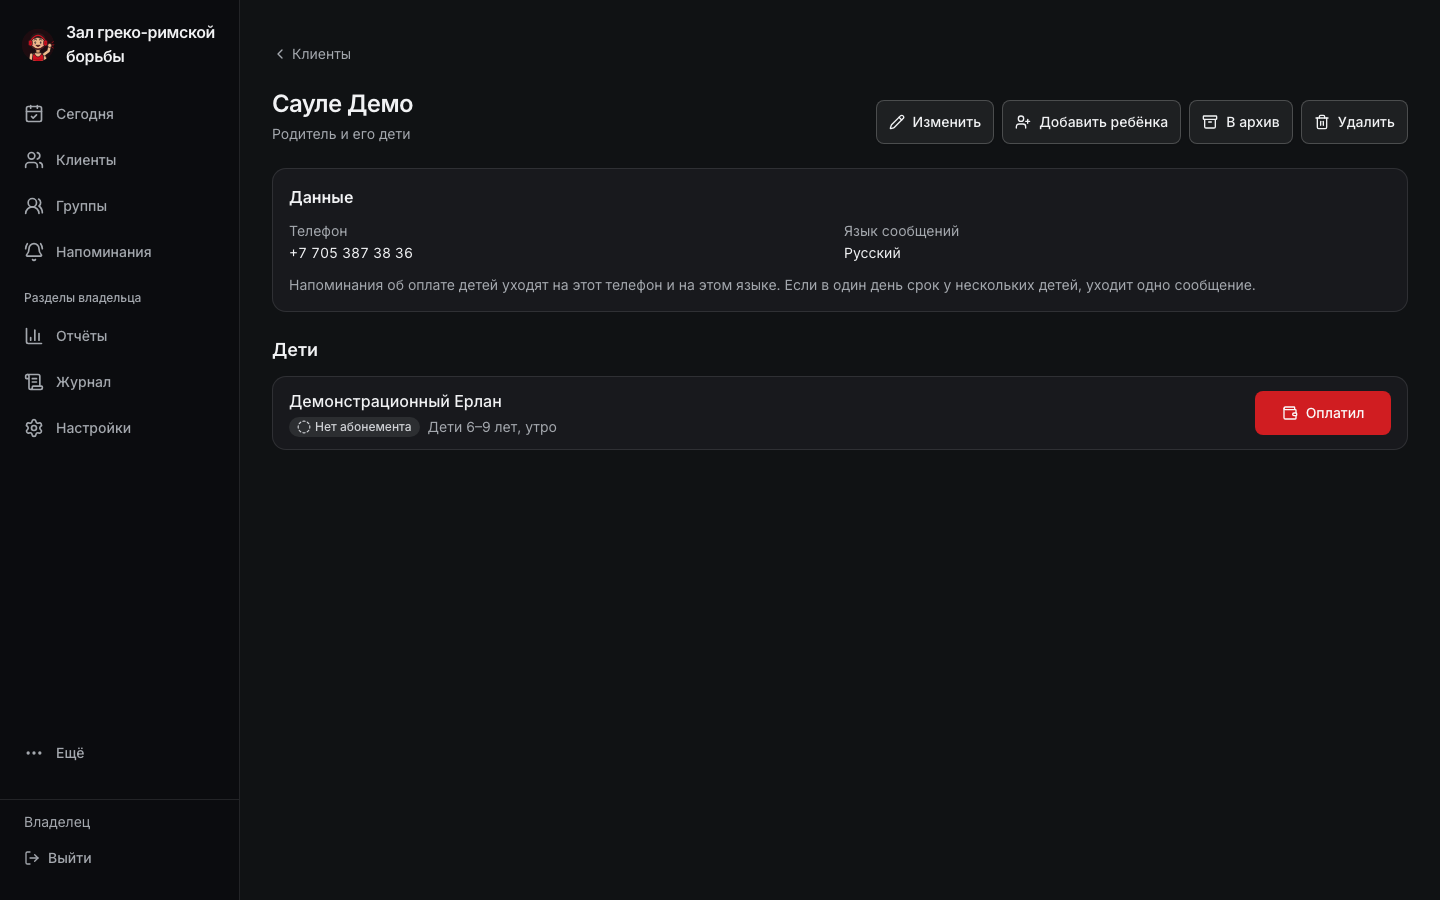 Зал греко-римской
борьбы
Сегодня
Клиенты
Группы
Напоминания
Разделы владельца
Отчёты
Журнал
Настройки
Ещё
Владелец
Выйти
Клиенты
Сауле Демо
Родитель и его дети
Изменить
Добавить ребёнка
В архив
Удалить
Данные
Телефон
+7 705 387 38 36
Язык сообщений
Русский
Напоминания об оплате детей уходят на этот телефон и на этом языке. Если в один день срок у нескольких детей, уходит одно сообщение.
Дети
Демонстрационный Ерлан
Нет абонемента
Дети 6–9 лет, утро
Оплатил